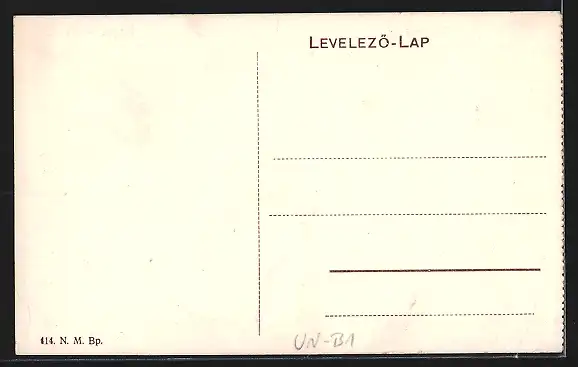 LEVELEZŐ-LAP
414. N. M. Bp.
UN-B1